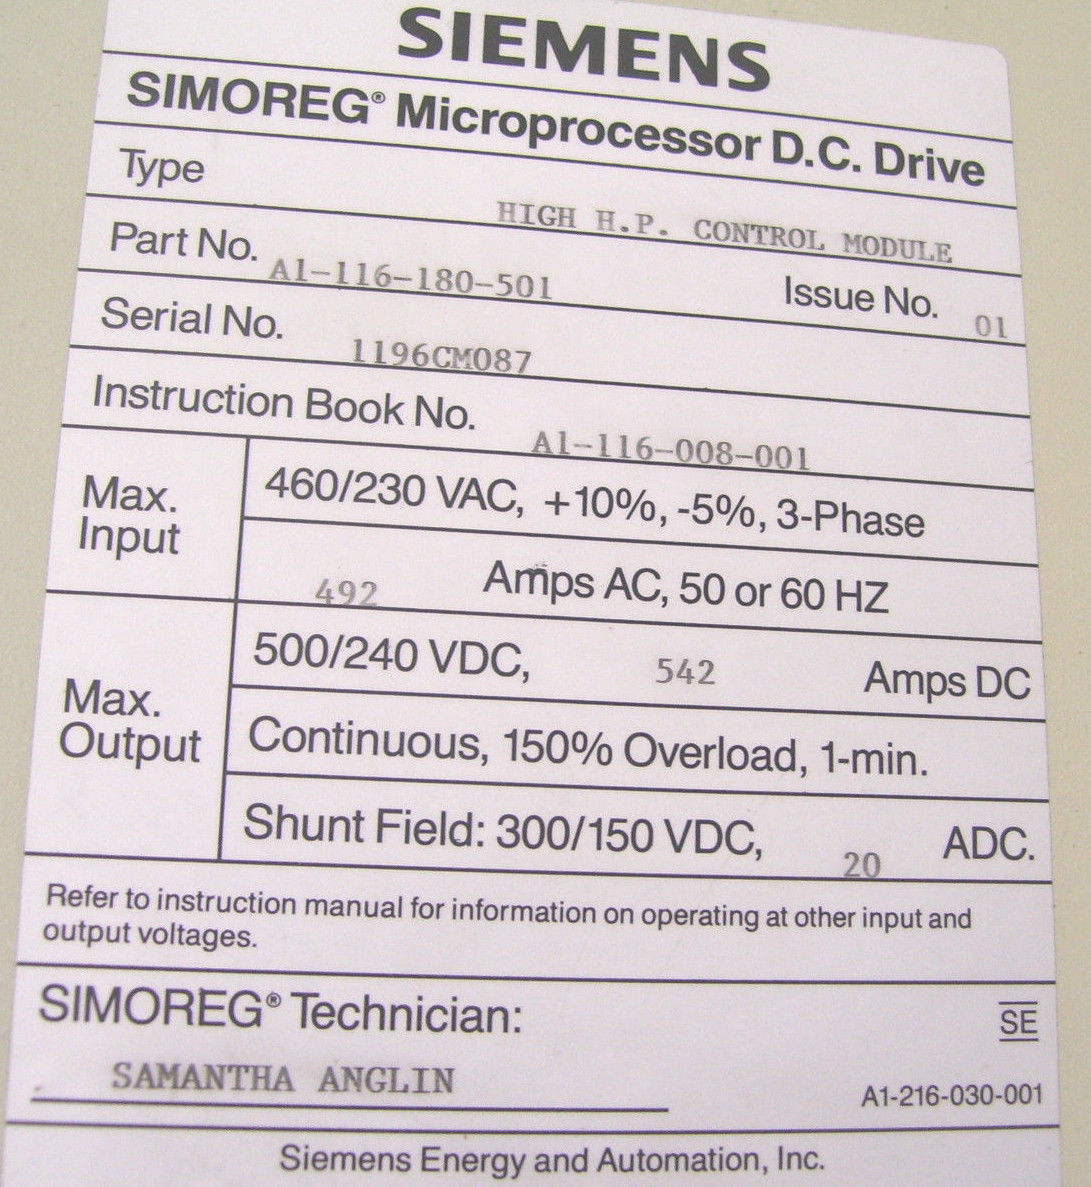 SIEMENS
SIMOREG® Microprocessor D.C. Drive
Type HIGH H.P. CONTROL MODULE
Part No. A1-116-180-501 Issue No. 01
Serial No. 1196CM087
Instruction Book No. A1-116-008-001
Max. Input
460/230 VAC, +10%, -5%, 3-Phase
492 Amps AC, 50 or 60 HZ
Max. Output
500/240 VDC, 542 Amps DC
Continuous, 150% Overload, 1-min.
Shunt Field: 300/150 VDC, 20 ADC.
Refer to instruction manual for information on operating at other input and
output voltages.
SIMOREG® Technician:
SE
SAMANTHA ANGLIN
A1-216-030-001
Siemens Energy and Automation, Inc.